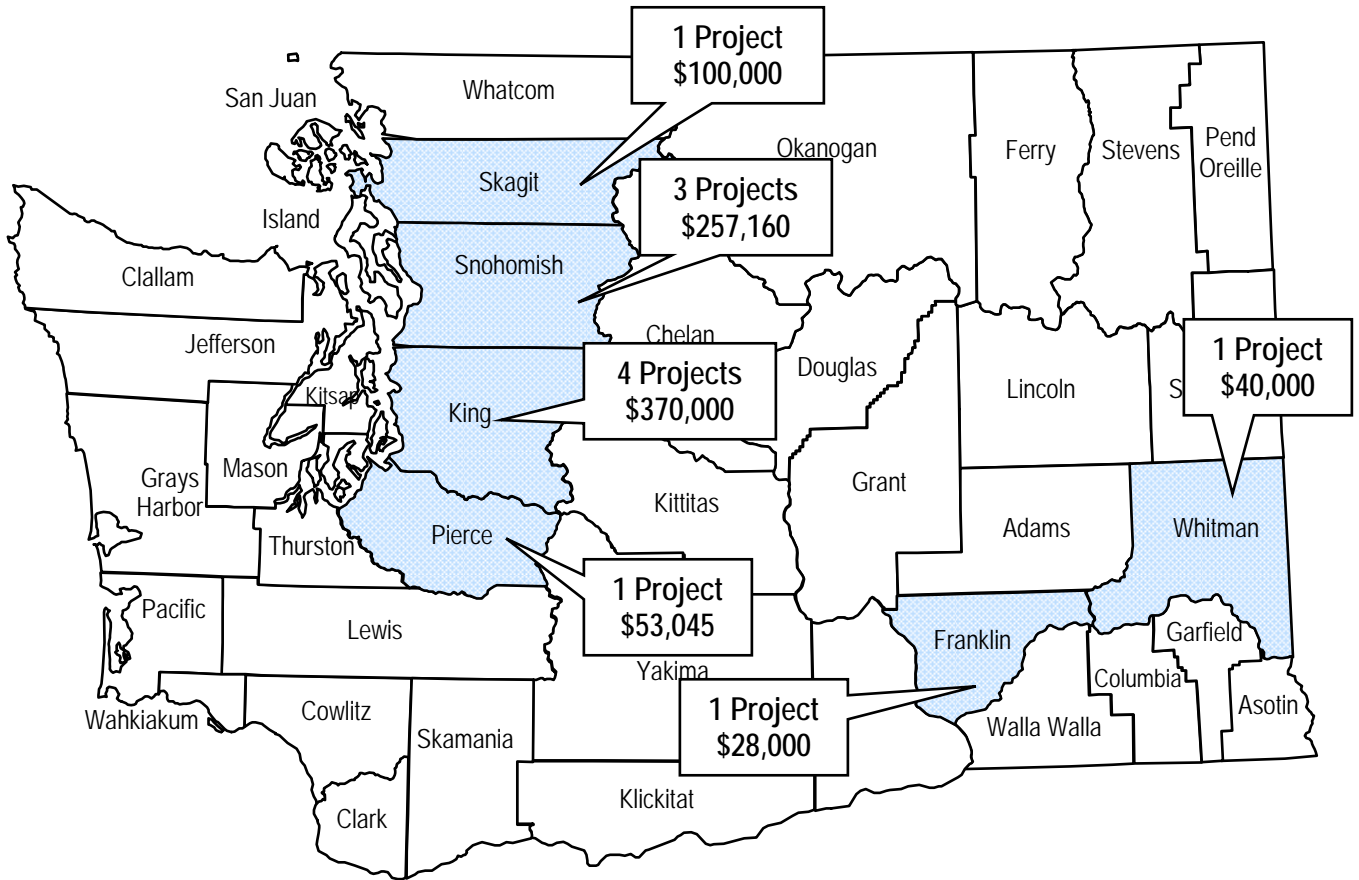 1 Project
$100,000
Whatcom
San Juan
Okanogan
Ferry
Stevens
Pend
Oreille
Skagit
3 Projects
$257,160
Island
Snohomish
Clallam
Chelan
Jefferson
Douglas
1 Project
$40,000
Lincoln
S
4 Projects
$370,000
Kitsap
King
Mason
Grays
Harbor
Grant
Kittitas
Adams
Whitman
Pierce
Thurston
1 Project
$53,045
Pacific
Lewis
Franklin
Garfield
Yakima
Columbia
Asotin
1 Project
$28,000
Walla Walla
Wahkiakum
Cowlitz
Skamania
Klickitat
Clark